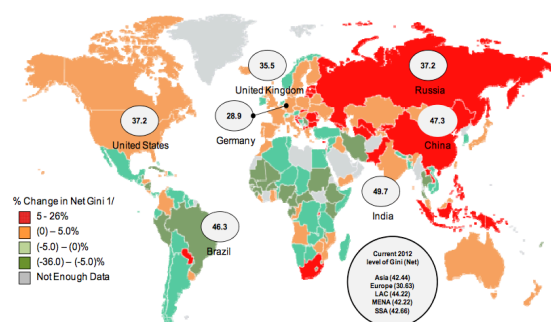 35.5
United Kingdom
37.2
Russia
37.2
United States
28.9
Germany
47.3
China
49.7
India
46.3
Brazil
% Change in Net Gini 1/
5 - 26%
(0) – 5.0%
(-5.0) – (0)%
(-36.0) – (-5.0)%
Not Enough Data
Current 2012
level of Gini (Net)
Asia (42.44)
Europe (30.63)
LAC (44.22)
MENA (42.22)
SSA (42.66)